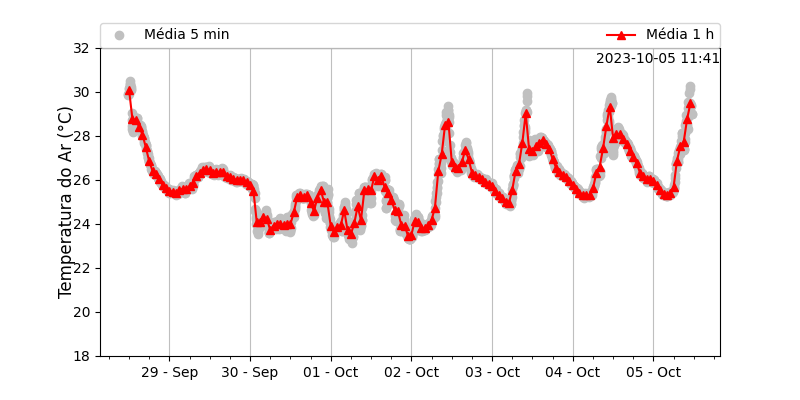 Média 5 min
Média 1 h
2023-10-05 11:41
Temperatura do Ar (°C)
32
30
28
26
24
22
20
18
29 - Sep
30 - Sep
01 - Oct
02 - Oct
03 - Oct
04 - Oct
05 - Oct